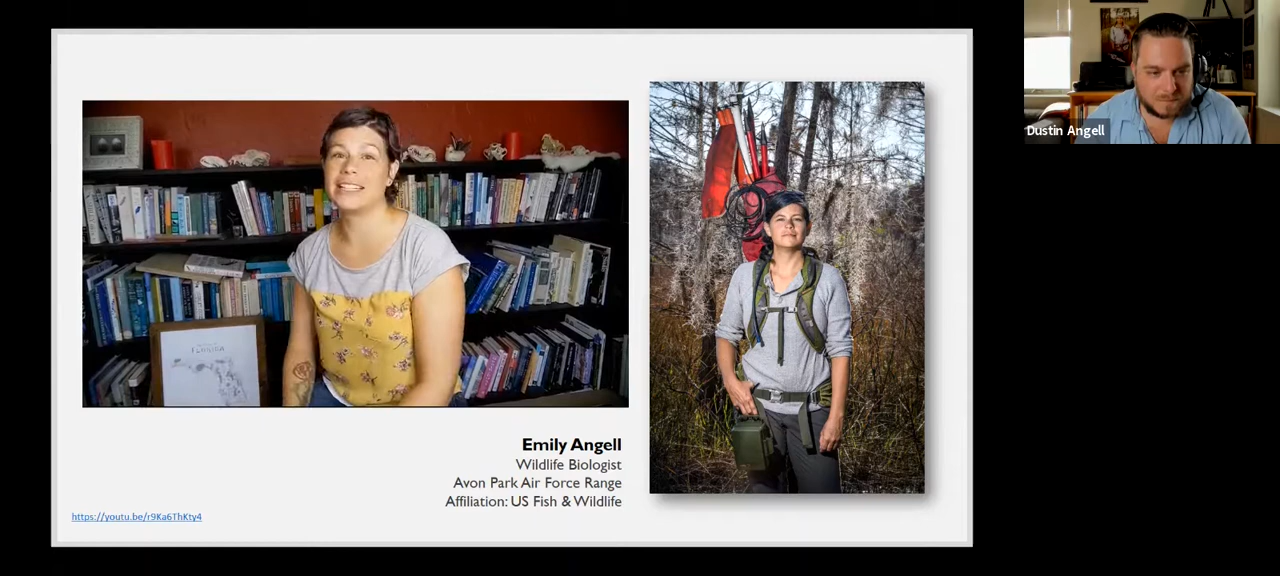 Emily Angell
Wildlife Biologist
Avon Park Air Force Range
Affiliation: US Fish & Wildlife
https://youtu.be/r9Ka6ThKty4
Dustin Angell
FLORIDA